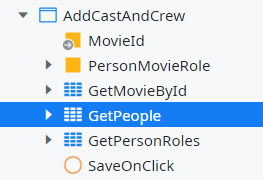 AddCastAndCrew
MovieId
PersonMovieRole
GetMovieById
GetPeople
GetPersonRoles
SaveOnClick